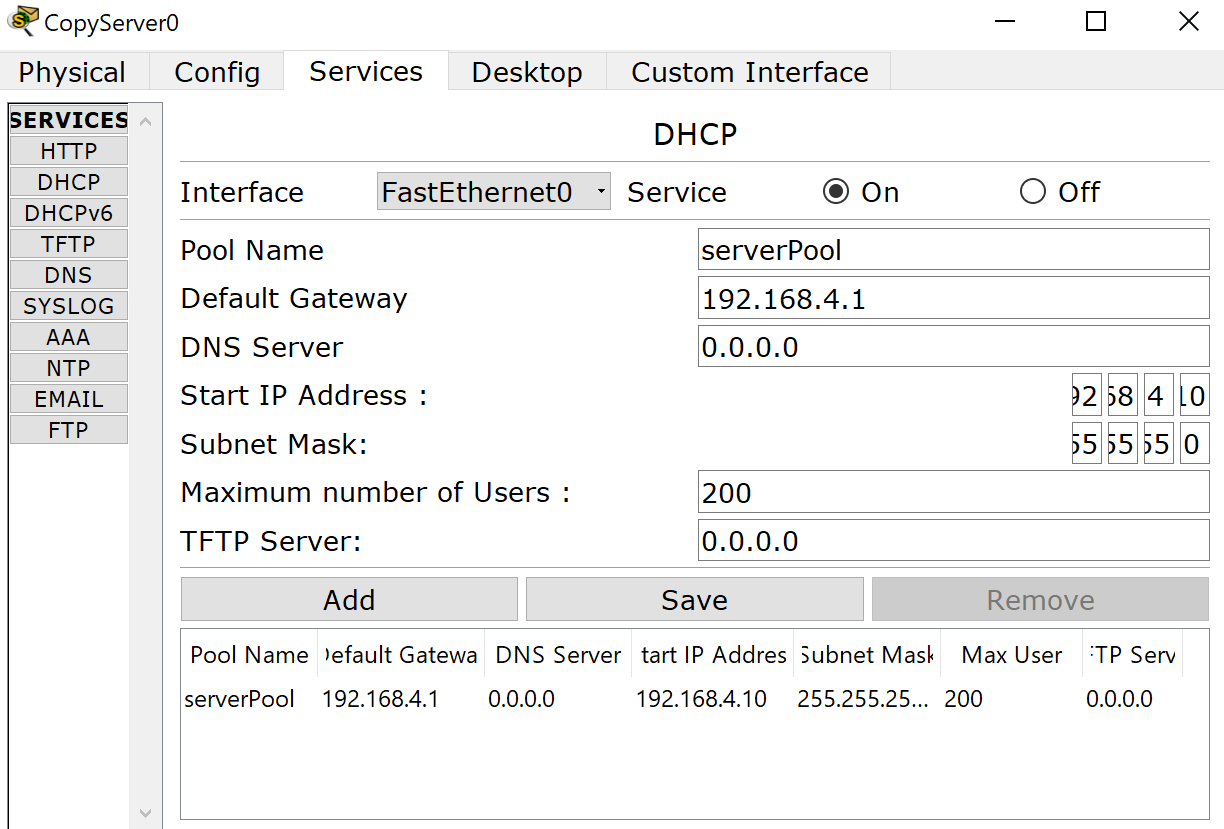 CopyServer0
Physical Config Services Desktop Custom Interface
SERVICES
HTTP
DHCP
DHCPv6
TFTP
DNS
SYSLOG
AAA
NTP
EMAIL
FTP
DHCP
Interface FastEthernet0 Service On Off
Pool Name serverPool
Default Gateway 192.168.4.1
DNS Server 0.0.0.0
Start IP Address : 92 68 4 10
Subnet Mask: 55 55 55 0
Maximum number of Users : 200
TFTP Server: 0.0.0.0
Add Save Remove
Pool Name Default Gatewa DNS Server tart IP Addres Subnet Mask Max User TP Serv
serverPool 192.168.4.1 0.0.0.0 192.168.4.10 255.255.25... 200 0.0.0.0